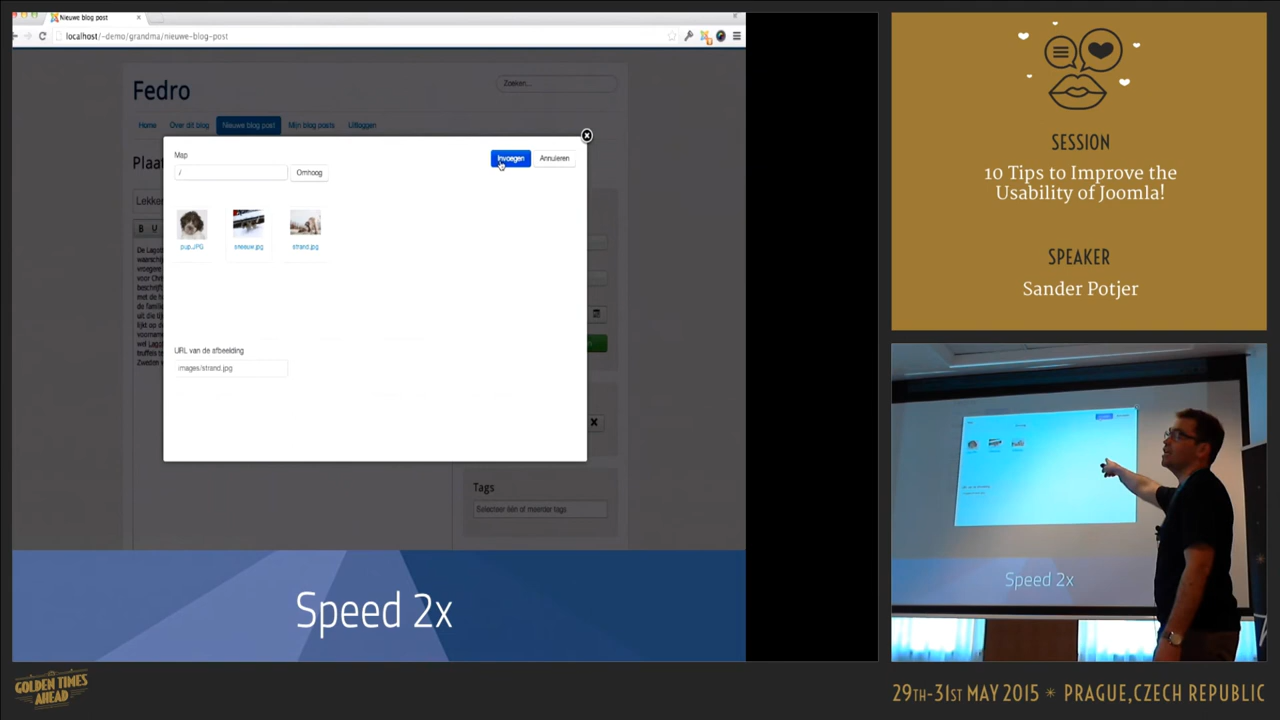 Nieuwe blog post
localhost/~demo/grandma/nieuwe-blog-post
Fedro
Zoeken...
Home
Over dit blog
Nieuwe blog post
Mijn blog posts
Uitloggen
Map
/
Omhoog
Invoegen
Annuleren
pup.JPG
sneeuw.jpg
strand.jpg
URL van de afbeelding
images/strand.jpg
B U
Tags
Selecteer één of meerder tags
Speed 2x
SESSION
10 Tips to Improve the
Usability of Joomla!
SPEAKER
Sander Potjer
Speed 2x
GOLDEN TIMES
AHEAD
29TH-31ST MAY 2015 * PRAGUE,CZECH REPUBLIC